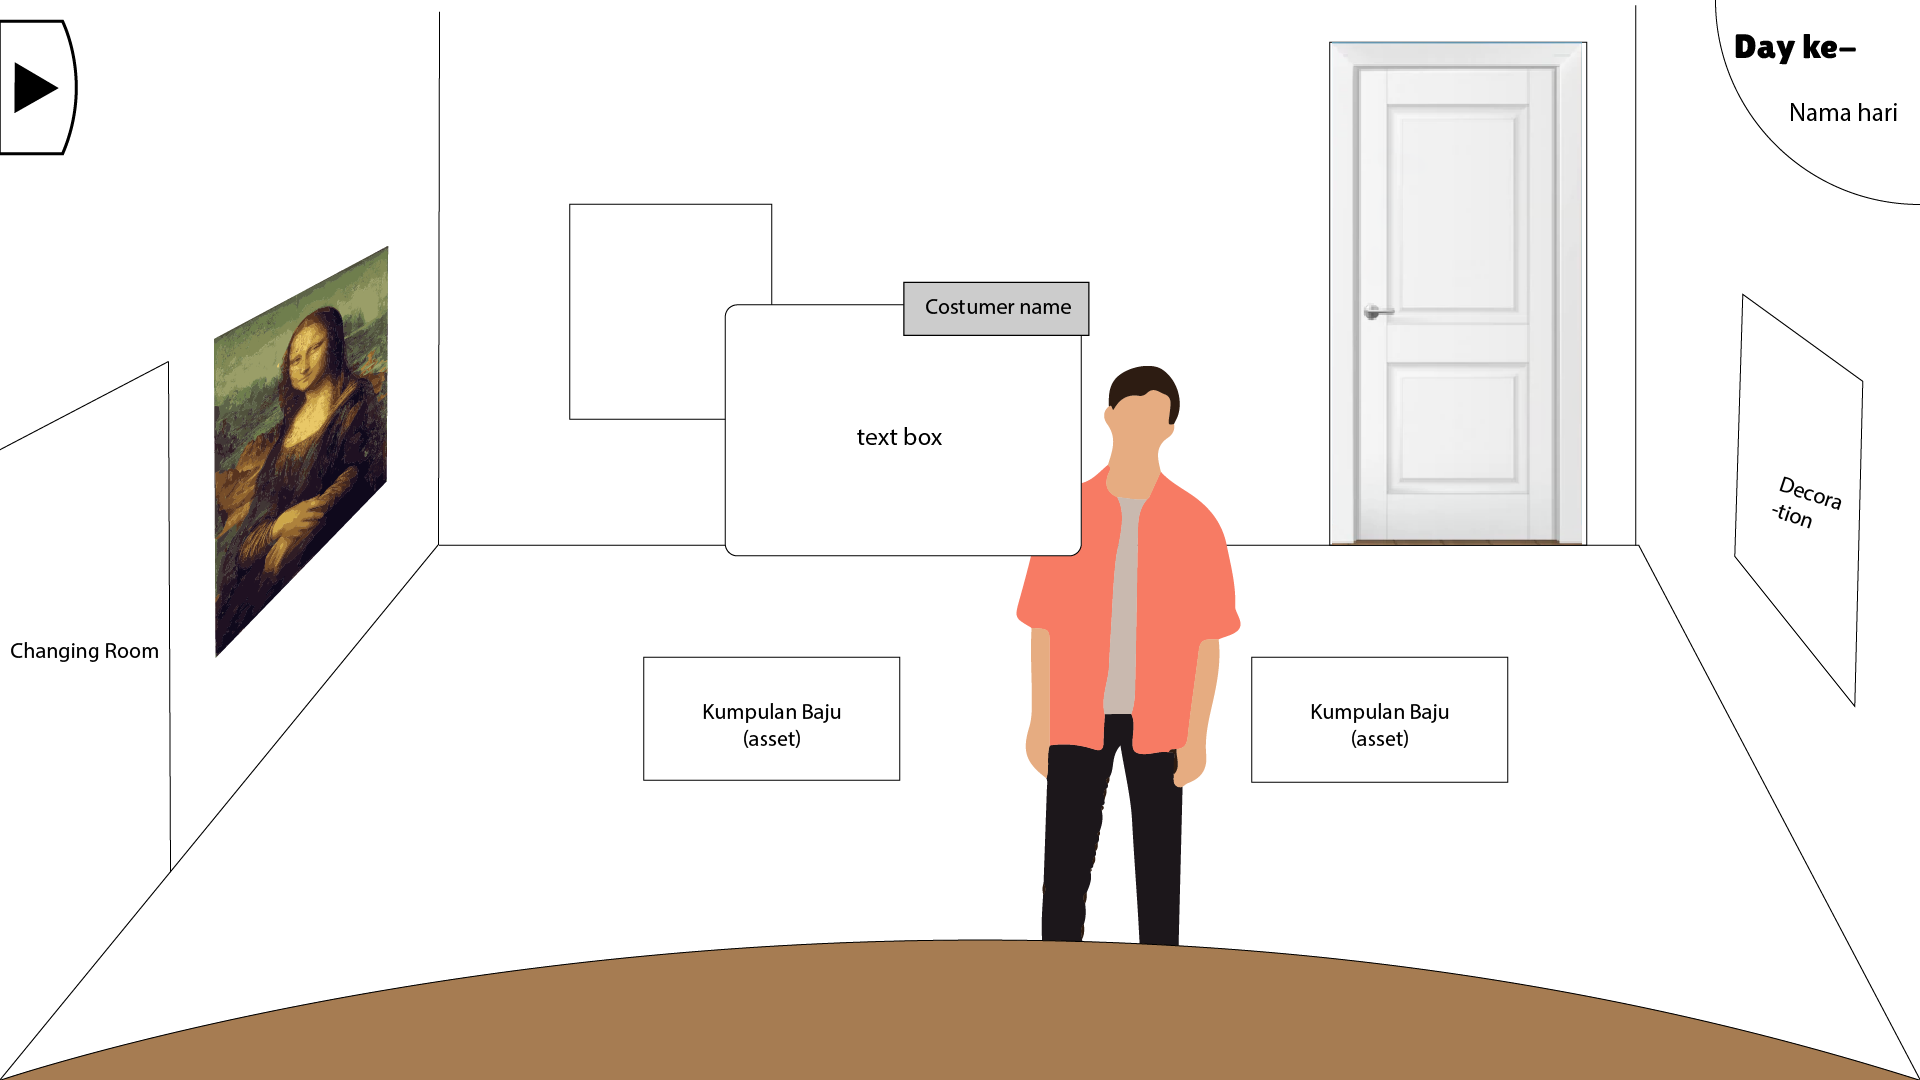 Day ke-
Nama hari
Costumer name
text box
Decora
-tion
Changing Room
Kumpulan Baju
(asset)
Kumpulan Baju
(asset)